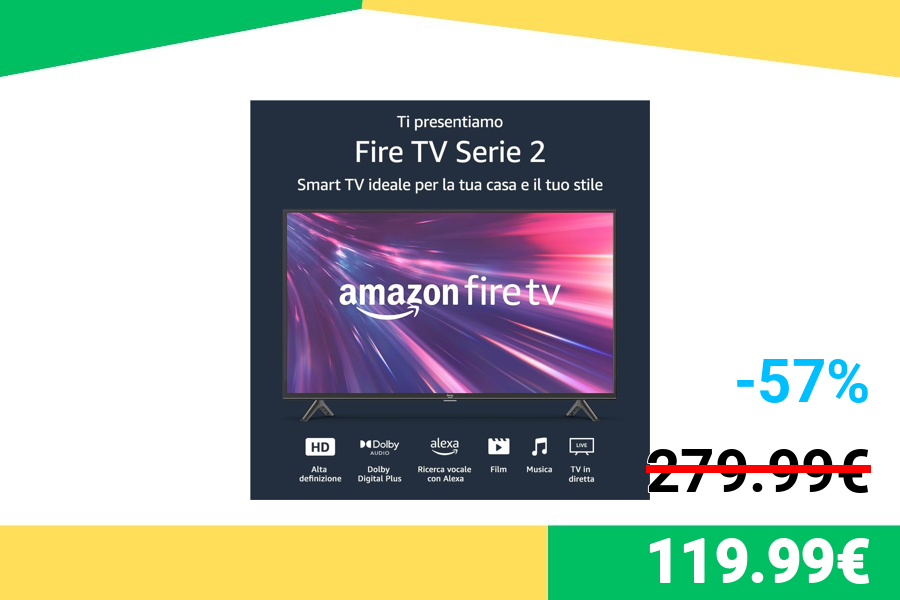 Ti presentiamo
Fire TV Serie 2
Smart TV ideale per la tua casa e il tuo stile
amazon fire tv
HD
Dolby
AUDIO
alexa
LIVE
Alta
definizione
Dolby
Digital Plus
Ricerca vocale
con Alexa
Film
Musica
TV in
diretta
-57%
279.99€
119.99€